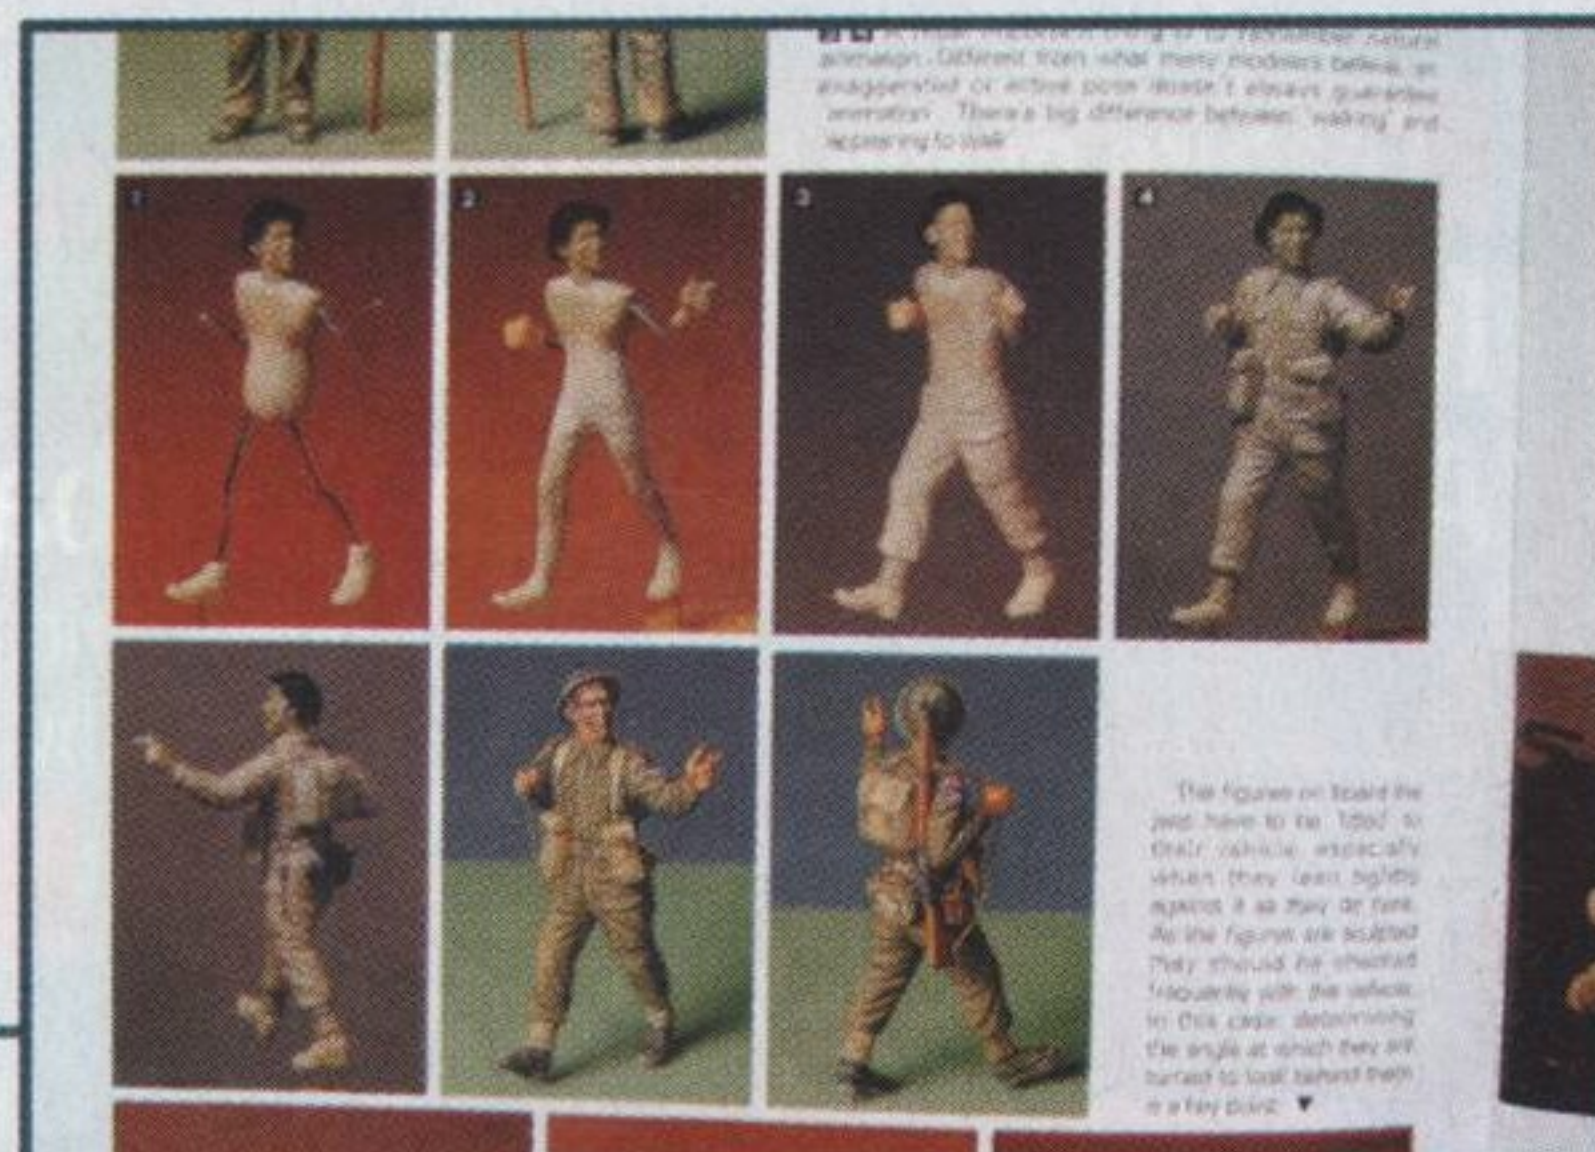 animation. Different from what many modelers believe, an
exaggerated or active pose doesn't always guarantee
'animation'. There's big difference between 'walking' and
'appearing to walk'
1
2
3
4
The figures on board the
jeep have to be 'fitted' to
their vehicle, especially
when they lean tightly
against it as they do here.
As the figures are sculpted
they should be checked
frequently with the vehicle.
In this case, determining
the angle at which they are
turned to look behind them
is a key point. ▼